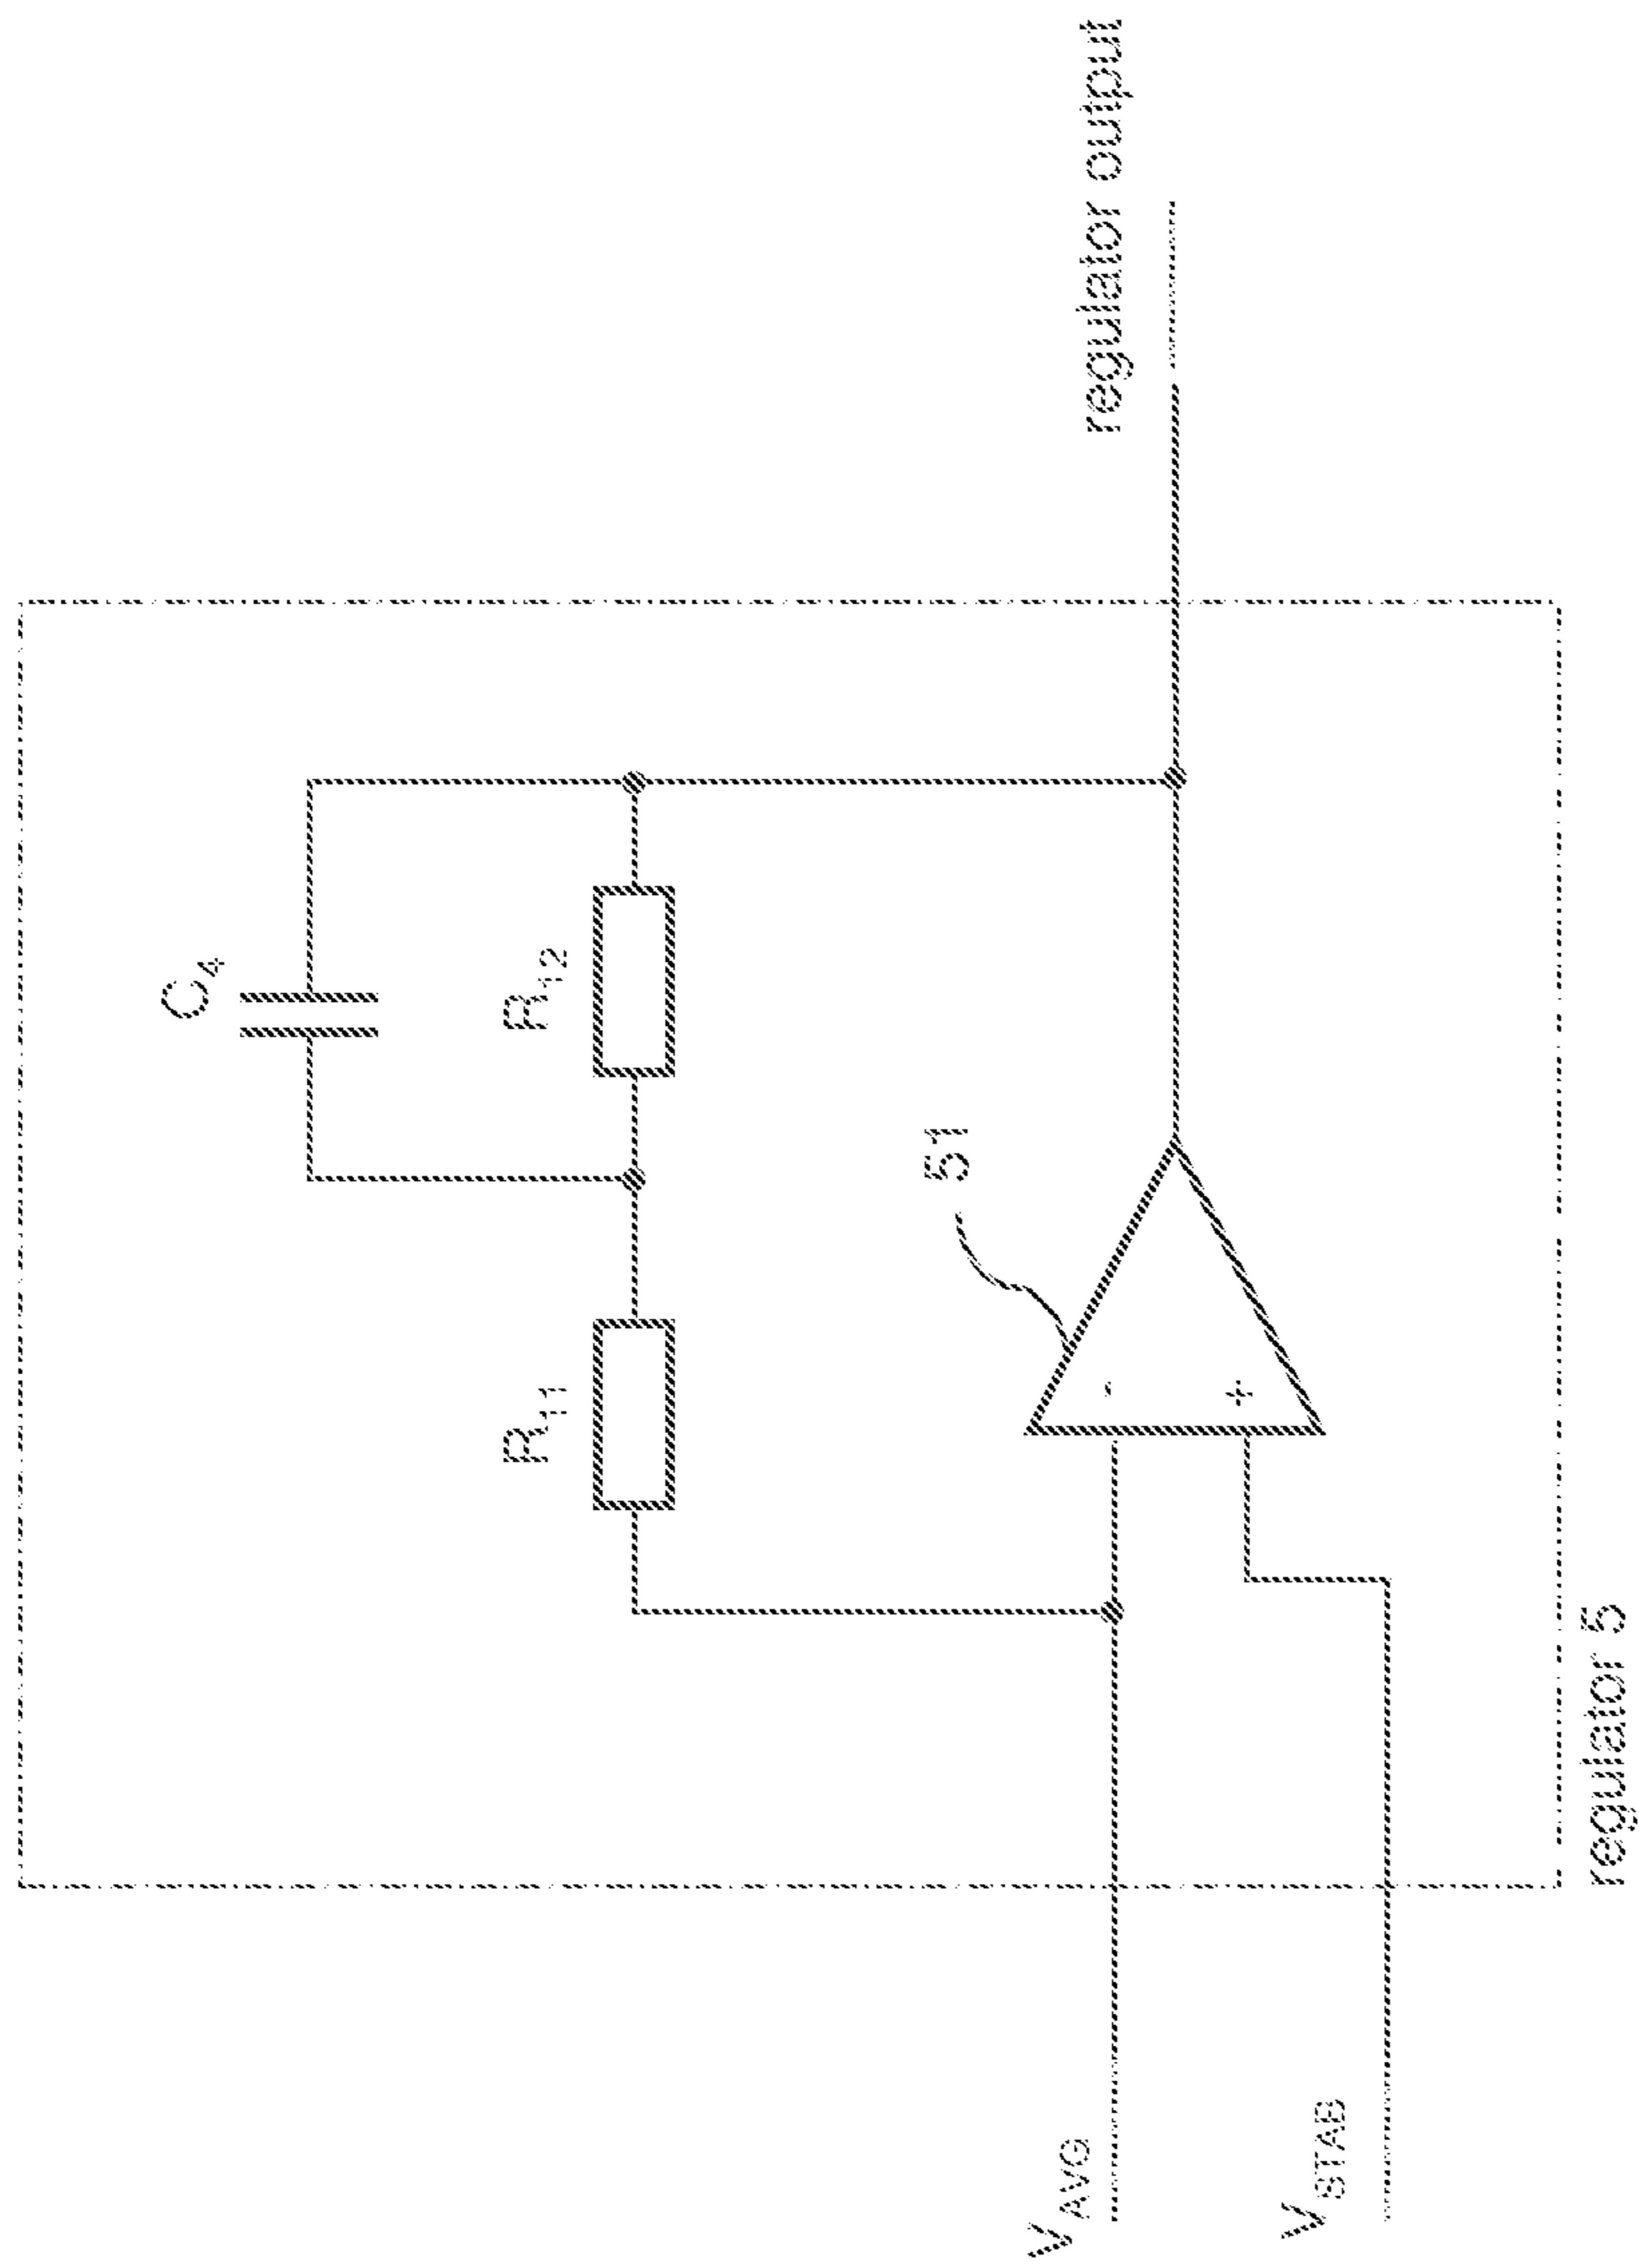 C4
R11
R12
51
-
+
VAVG
VSTAB
regulator output
regulator 5